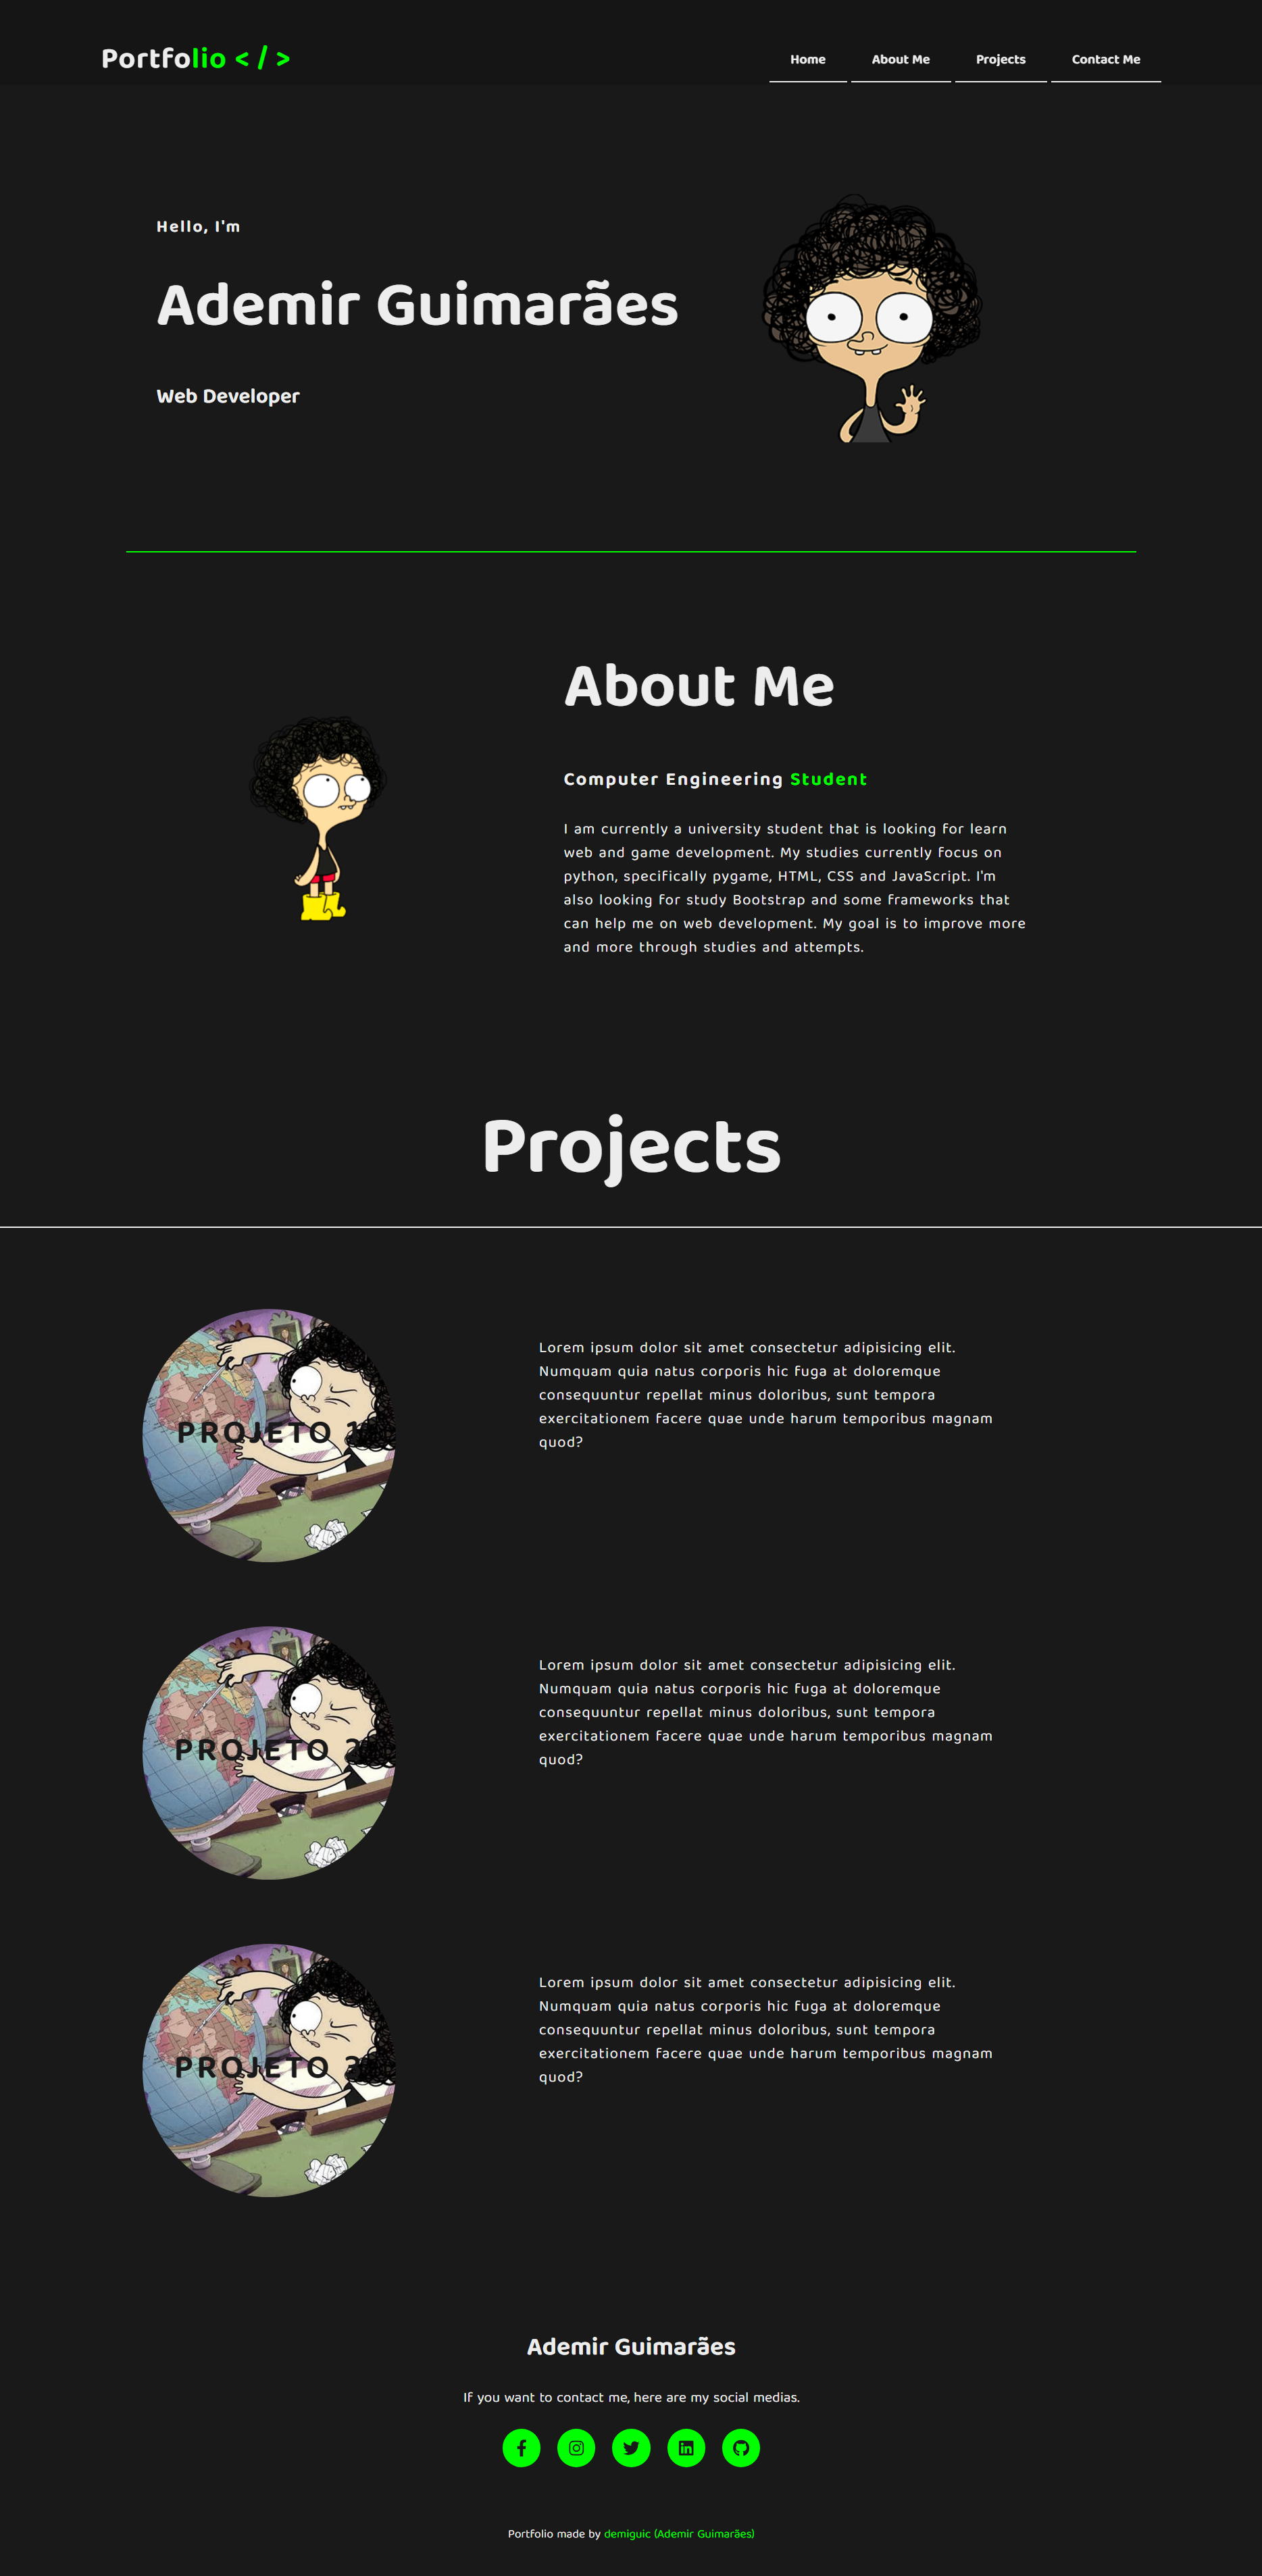 Portfolio < / >
Home
About Me
Projects
Contact Me
Hello, I'm
Ademir Guimarães
Web Developer
About Me
Computer Engineering Student
I am currently a university student that is looking for learn
web and game development. My studies currently focus on
python, specifically pygame, HTML, CSS and JavaScript. I'm
also looking for study Bootstrap and some frameworks that
can help me on web development. My goal is to improve more
and more through studies and attempts.
Projects
PROJETO 1
Lorem ipsum dolor sit amet consectetur adipisicing elit.
Numquam quia natus corporis hic fuga at doloremque
consequuntur repellat minus doloribus, sunt tempora
exercitationem facere quae unde harum temporibus magnam
quod?
PROJETO 2
Lorem ipsum dolor sit amet consectetur adipisicing elit.
Numquam quia natus corporis hic fuga at doloremque
consequuntur repellat minus doloribus, sunt tempora
exercitationem facere quae unde harum temporibus magnam
quod?
PROJETO 3
Lorem ipsum dolor sit amet consectetur adipisicing elit.
Numquam quia natus corporis hic fuga at doloremque
consequuntur repellat minus doloribus, sunt tempora
exercitationem facere quae unde harum temporibus magnam
quod?
Ademir Guimarães
If you want to contact me, here are my social medias.
Portfolio made by demiguic (Ademir Guimarães)